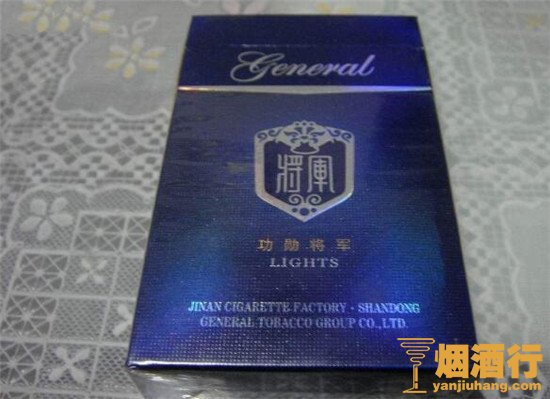 General
将軍
功勋将军
LIGHTS
JINAN CIGARETTE FACTORY · SHANDONG
GENERAL TOBACCO GROUP CO., LTD.
烟酒行
yanjiuhang.com